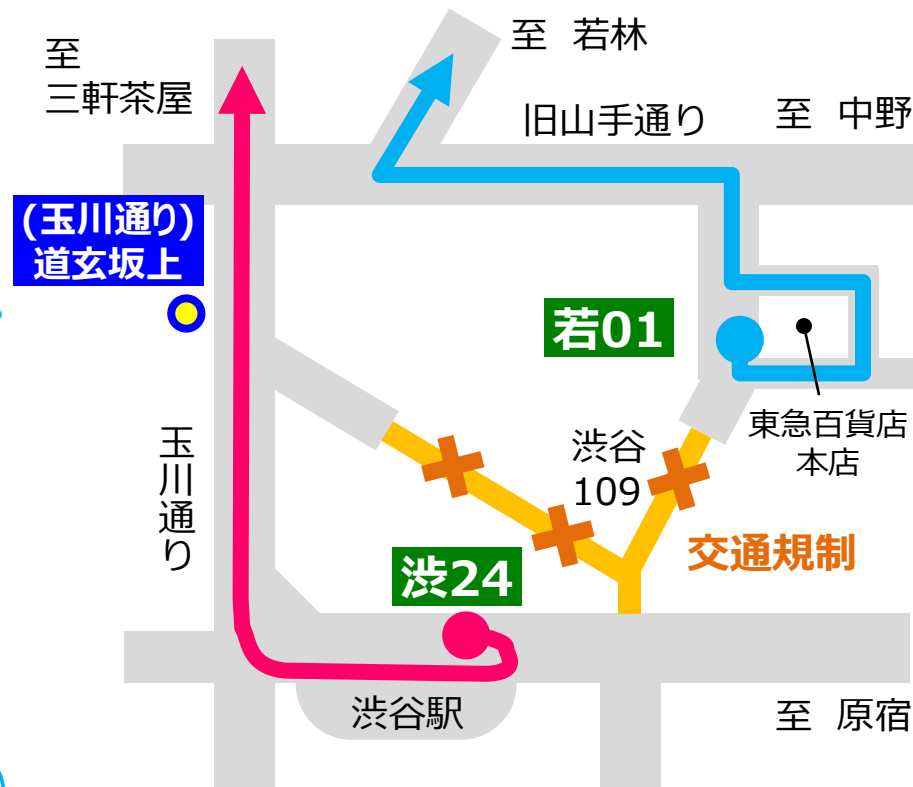 至
三軒茶屋
至 若林
旧山手通り
至 中野
(玉川通り)
道玄坂上
若01
東急百貨店
本店
渋谷
109
玉川通り
交通規制
渋24
渋谷駅
至 原宿